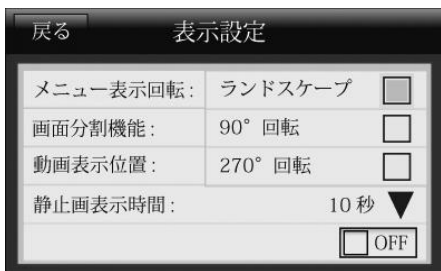 戻る 表示設定
メニュー表示回転： ランドスケープ
画面分割機能： 90° 回転
動画表示位置： 270° 回転
静止画表示時間： 10 秒
OFF